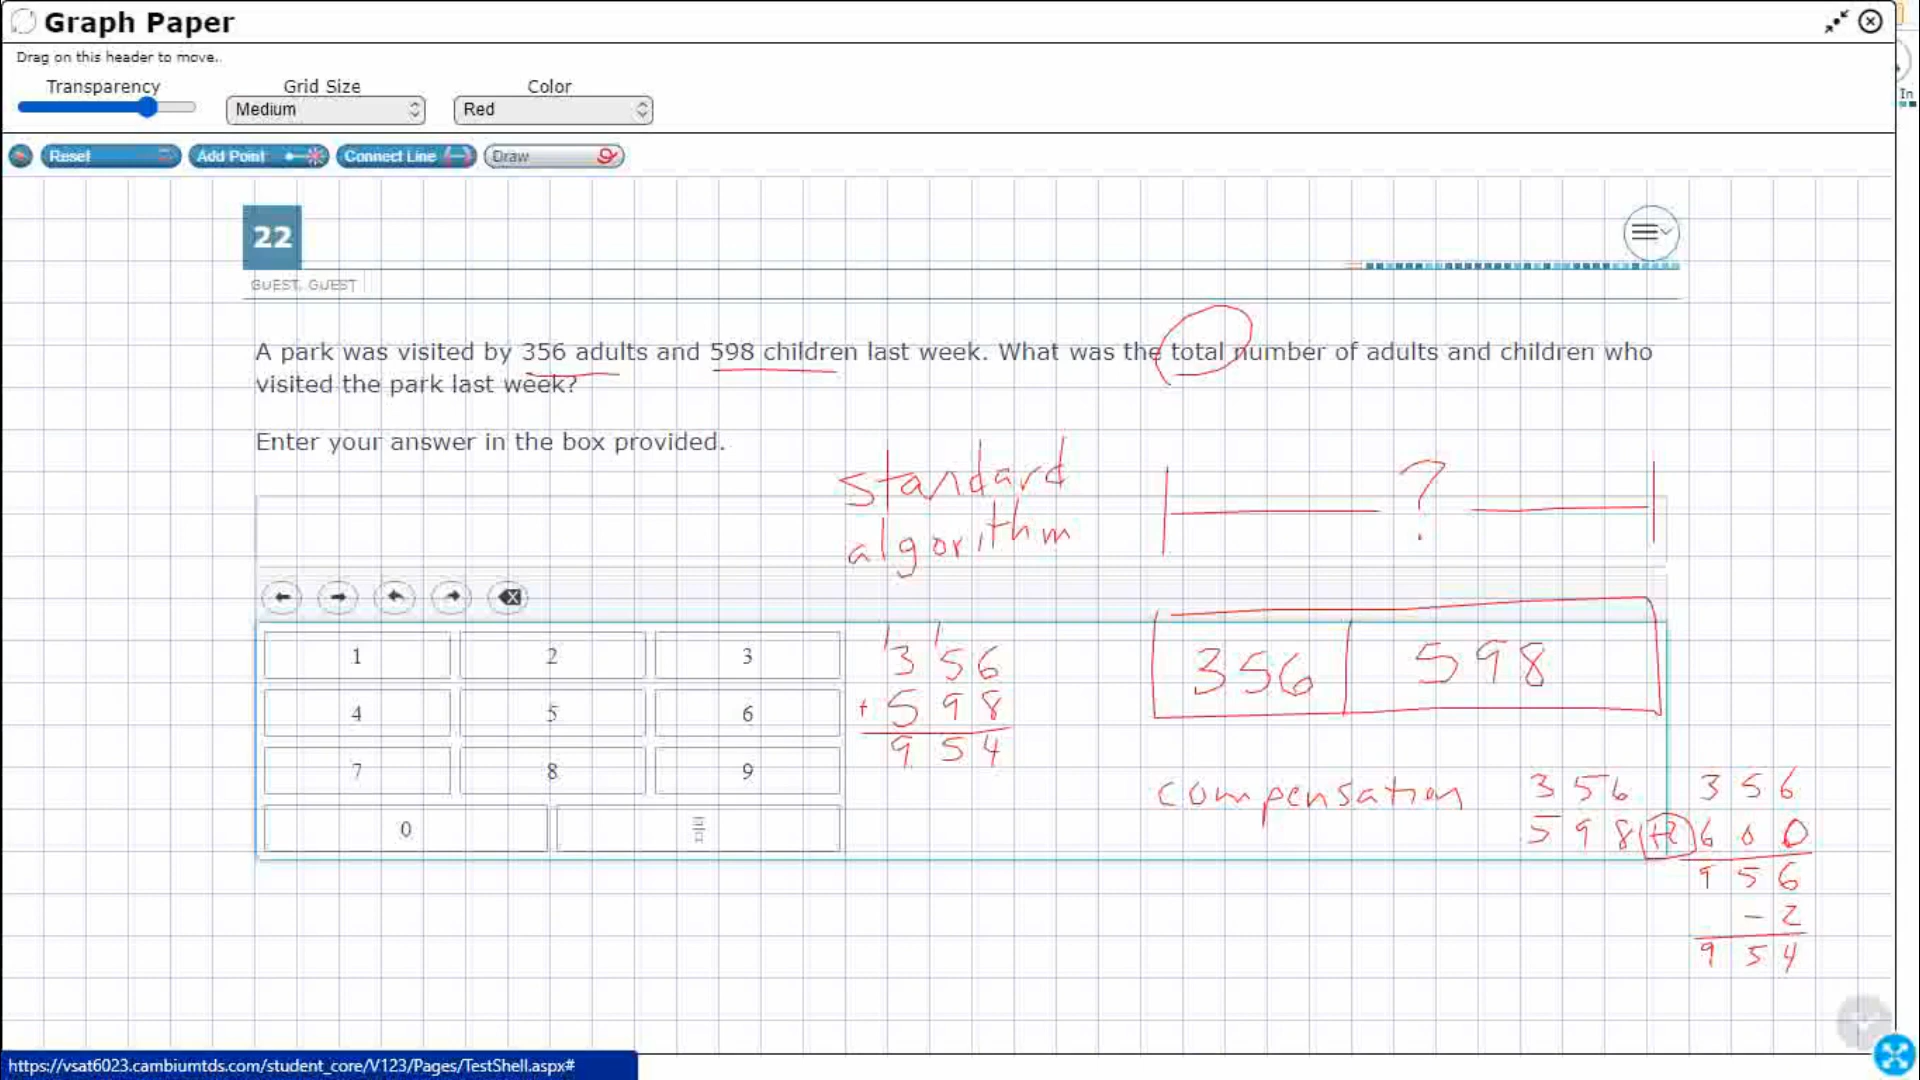 Graph Paper
Drag on this header to move..
Transparency
Grid Size
Color
Medium
Red
In
Reset
Add Point
Connect Line
Draw
22
GUEST, GUEST
A park was visited by 356 adults and 598 children last week. What was the total number of adults and children who
visited the park last week?
Enter your answer in the box provided.
standard
algorithm
?
1 1
356
+ 598
954
356 598
1 2 3
4 5 6
7 8 9
0
compensation
356
598 +2
356
600
956
- 2
954
https://vsat6023.cambiumtds.com/student_core/V123/Pages/TestShell.aspx#